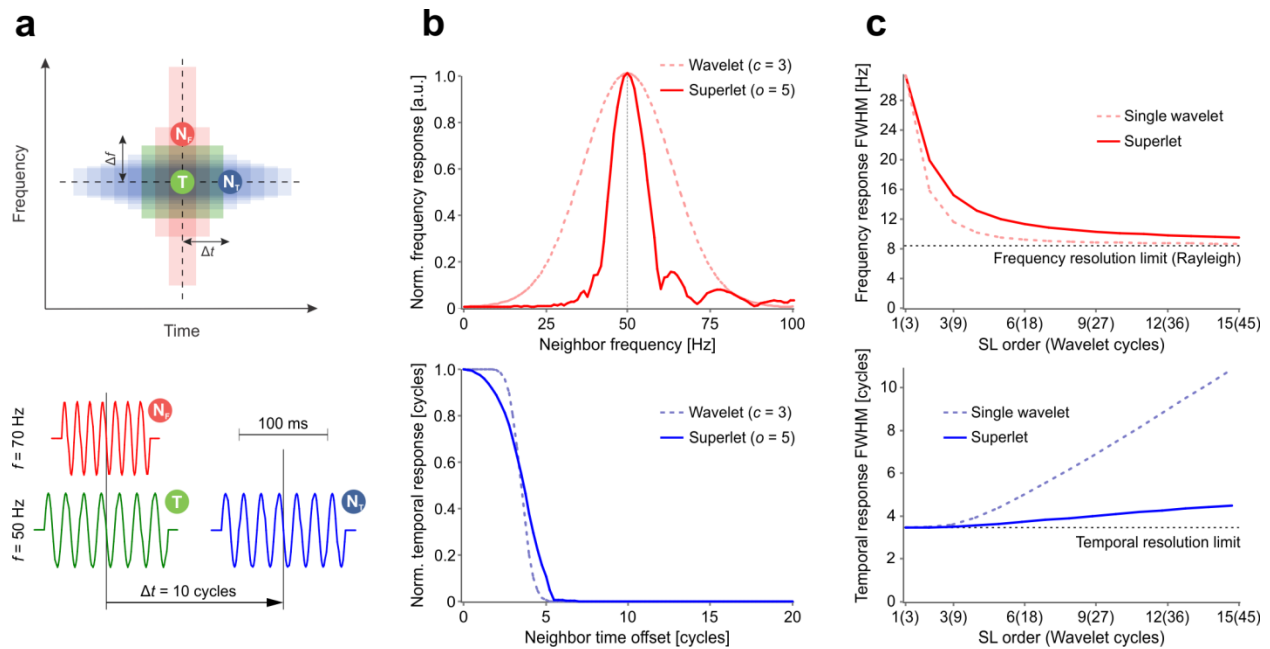 a
Frequency
Time
N_F
T
N_T
Δf
Δt
f = 70 Hz
f = 50 Hz
N_F
T
N_T
100 ms
Δt = 10 cycles
b
Norm. frequency response [a.u.]
1.0
0.8
0.6
0.4
0.2
0
0 25 50 75 100
Neighbor frequency [Hz]
Wavelet (c = 3)
Superlet (o = 5)
Norm. temporal response [cycles]
1.0
0.8
0.6
0.4
0.2
0.0
0 5 10 15 20
Neighbor time offset [cycles]
Wavelet (c = 3)
Superlet (o = 5)
c
Frequency response FWHM [Hz]
28
24
20
16
12
8
4
0
1(3) 3(9) 6(18) 9(27) 12(36) 15(45)
SL order (Wavelet cycles)
Single wavelet
Superlet
Frequency resolution limit (Rayleigh)
Temporal response FWHM [cycles]
10
8
6
4
2
0
1(3) 3(9) 6(18) 9(27) 12(36) 15(45)
SL order (Wavelet cycles)
Single wavelet
Superlet
Temporal resolution limit